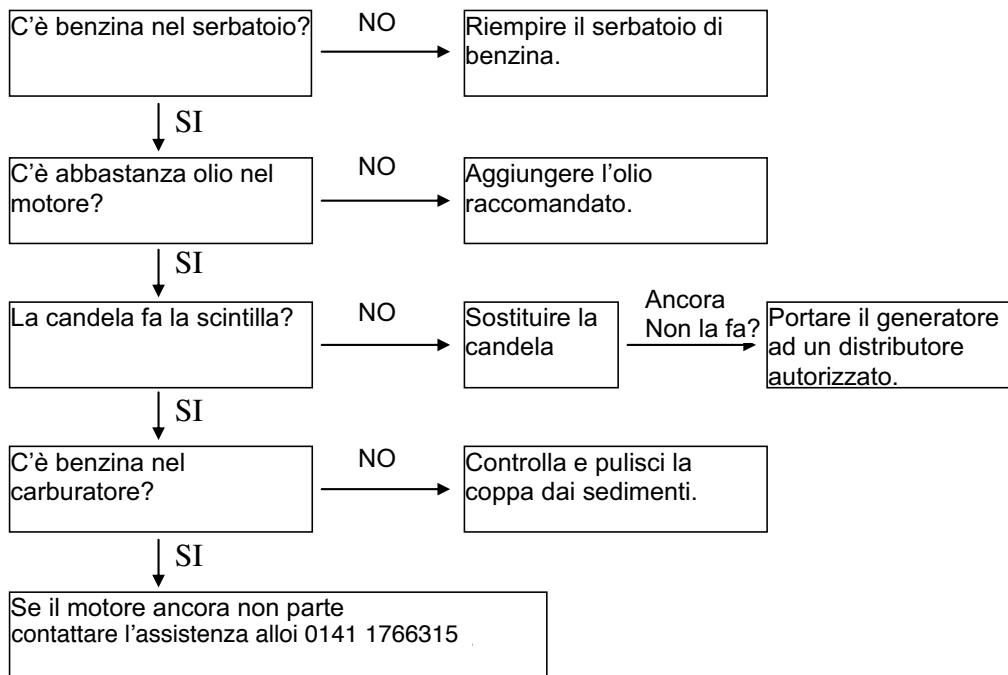 C'è benzina nel serbatoio?
NO
Riempire il serbatoio di
benzina.
SI
C'è abbastanza olio nel
motore?
NO
Aggiungere l'olio
raccomandato.
SI
La candela fa la scintilla?
NO
Sostituire la
candela
Ancora
Non la fa?
Portare il generatore
ad un distributore
autorizzato.
SI
C'è benzina nel
carburatore?
NO
Controlla e pulisci la
coppa dai sedimenti.
SI
Se il motore ancora non parte
contattare l'assistenza alloi 0141 1766315